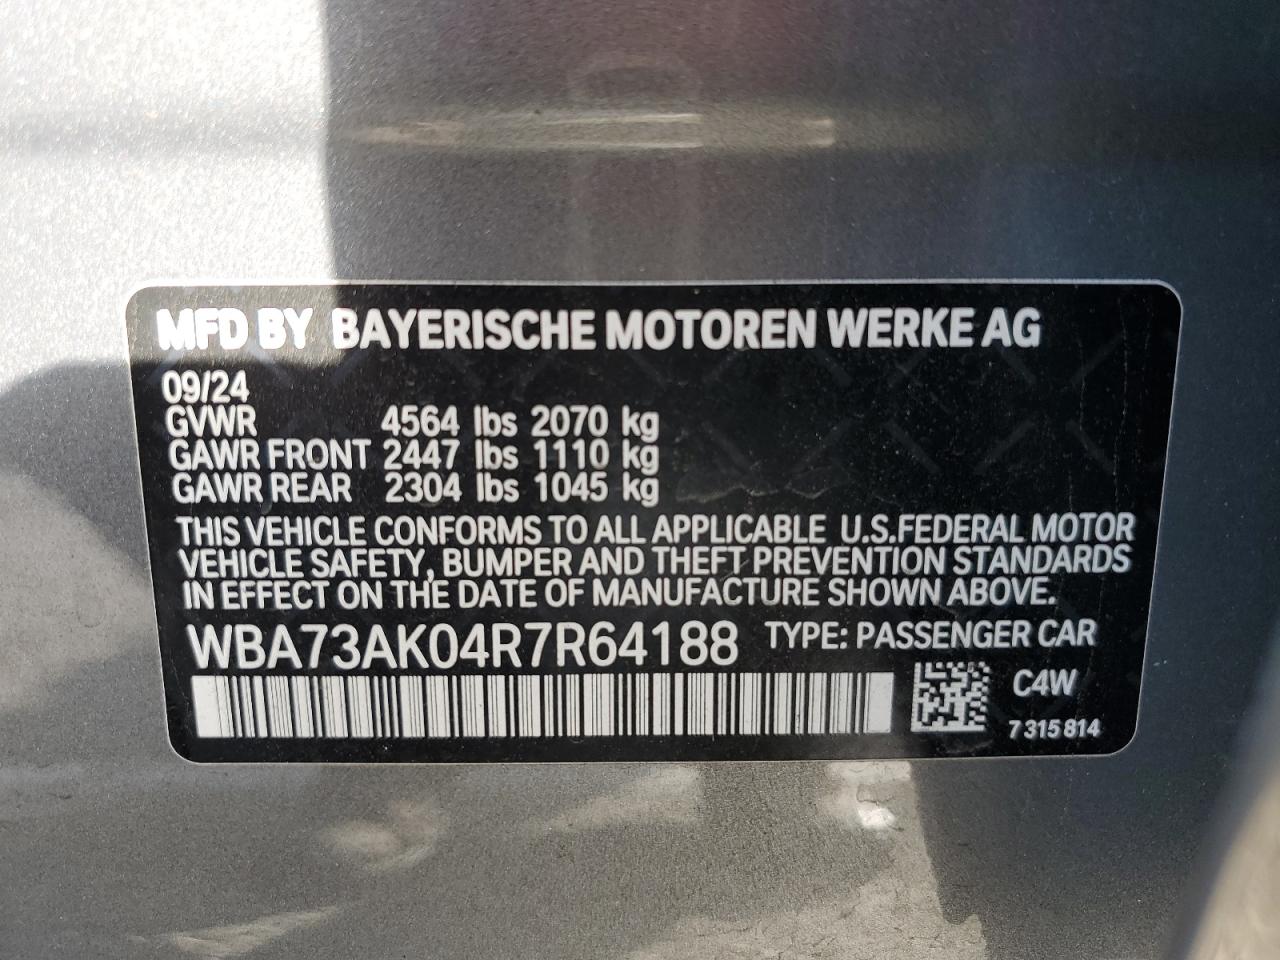 MFD BY BAYERISCHE MOTOREN WERKE AG
09/24
GVWR 4564 lbs 2070 kg
GAWR FRONT 2447 lbs 1110 kg
GAWR REAR 2304 lbs 1045 kg
THIS VEHICLE CONFORMS TO ALL APPLICABLE U.S.FEDERAL MOTOR
VEHICLE SAFETY, BUMPER AND THEFT PREVENTION STANDARDS
IN EFFECT ON THE DATE OF MANUFACTURE SHOWN ABOVE.
WBA73AK04R7R64188 TYPE: PASSENGER CAR
C4W
7 315 814